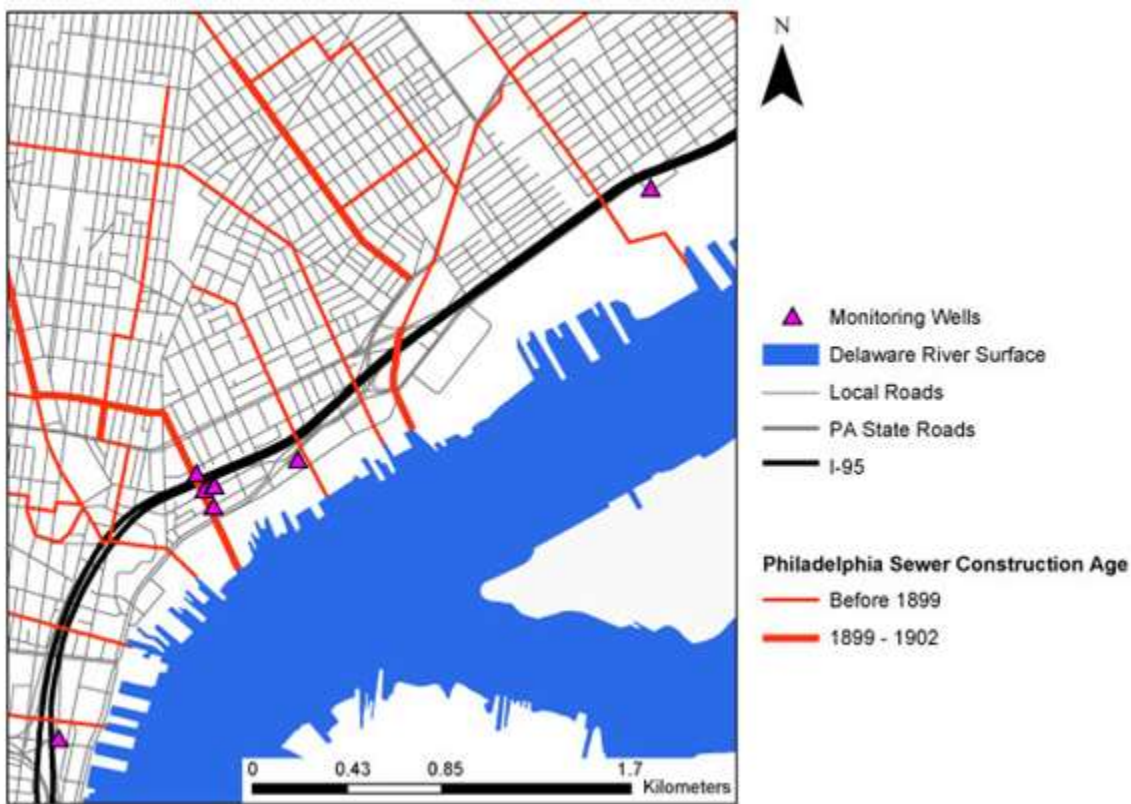 N
Monitoring Wells
Delaware River Surface
Local Roads
PA State Roads
I-95
Philadelphia Sewer Construction Age
Before 1899
1899 - 1902
0 0.43 0.85 1.7
Kilometers